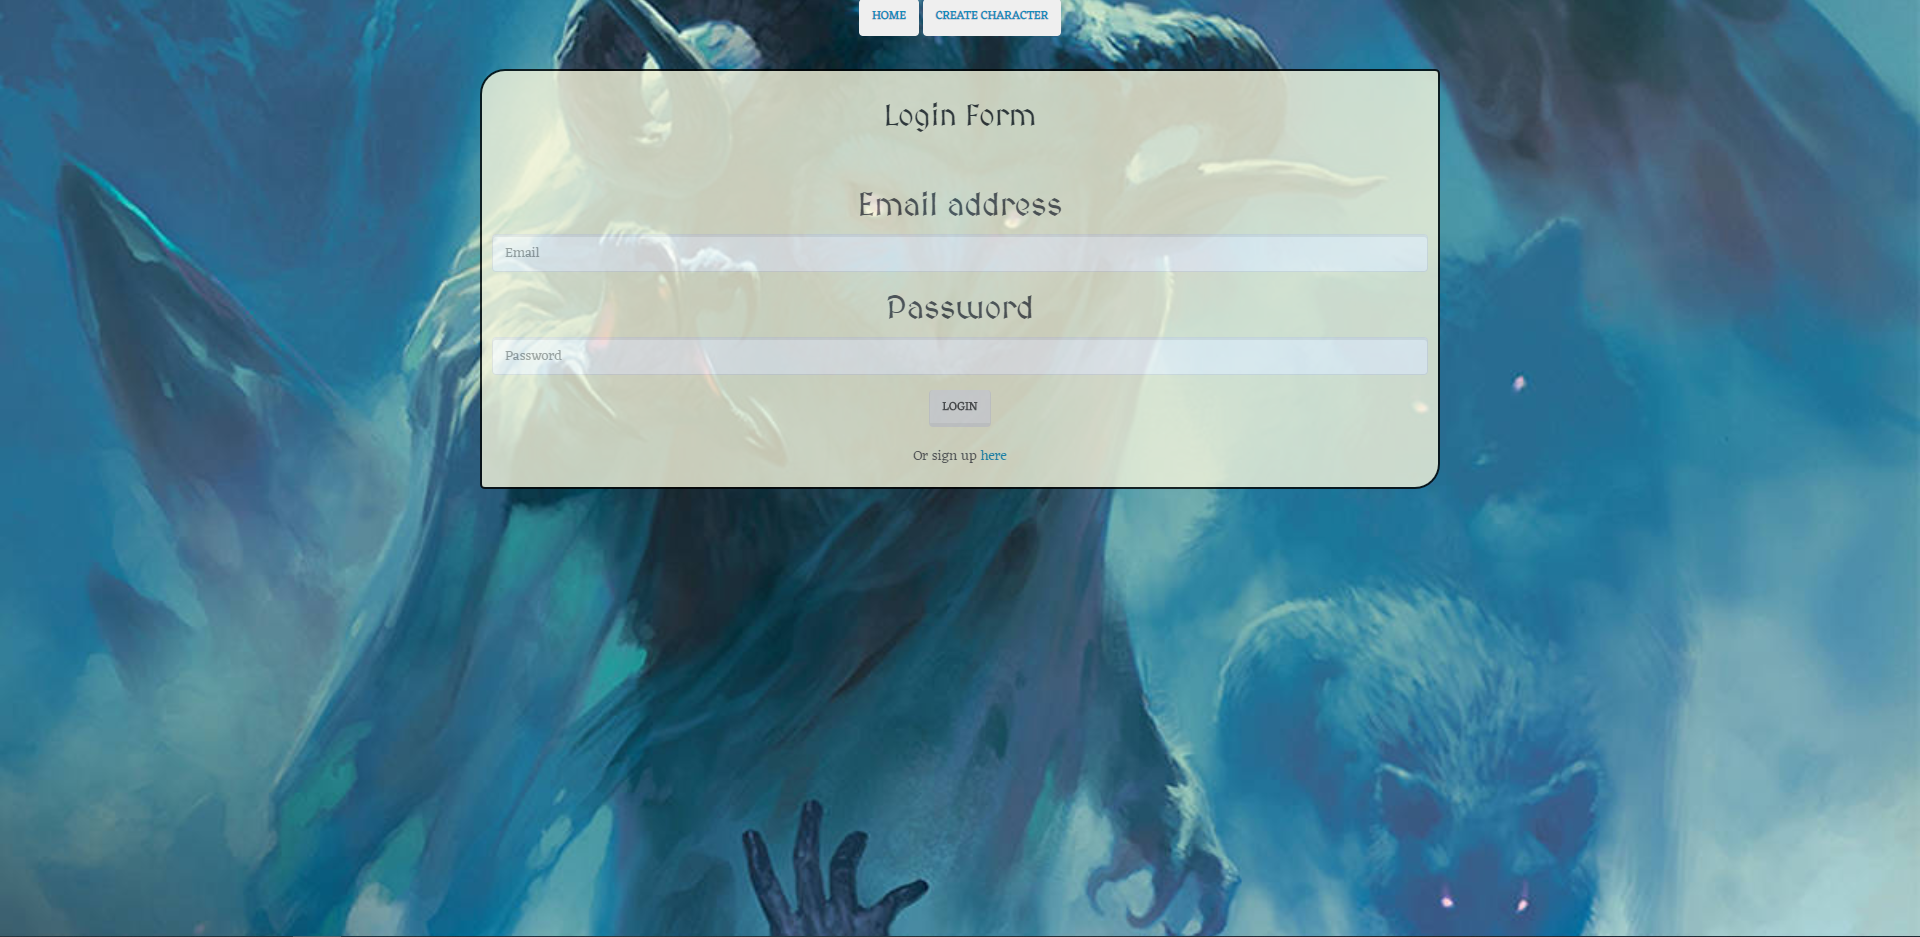 HOME CREATE CHARACTER
Login Form
Email address
Email
Password
Password
LOGIN
Or sign up here